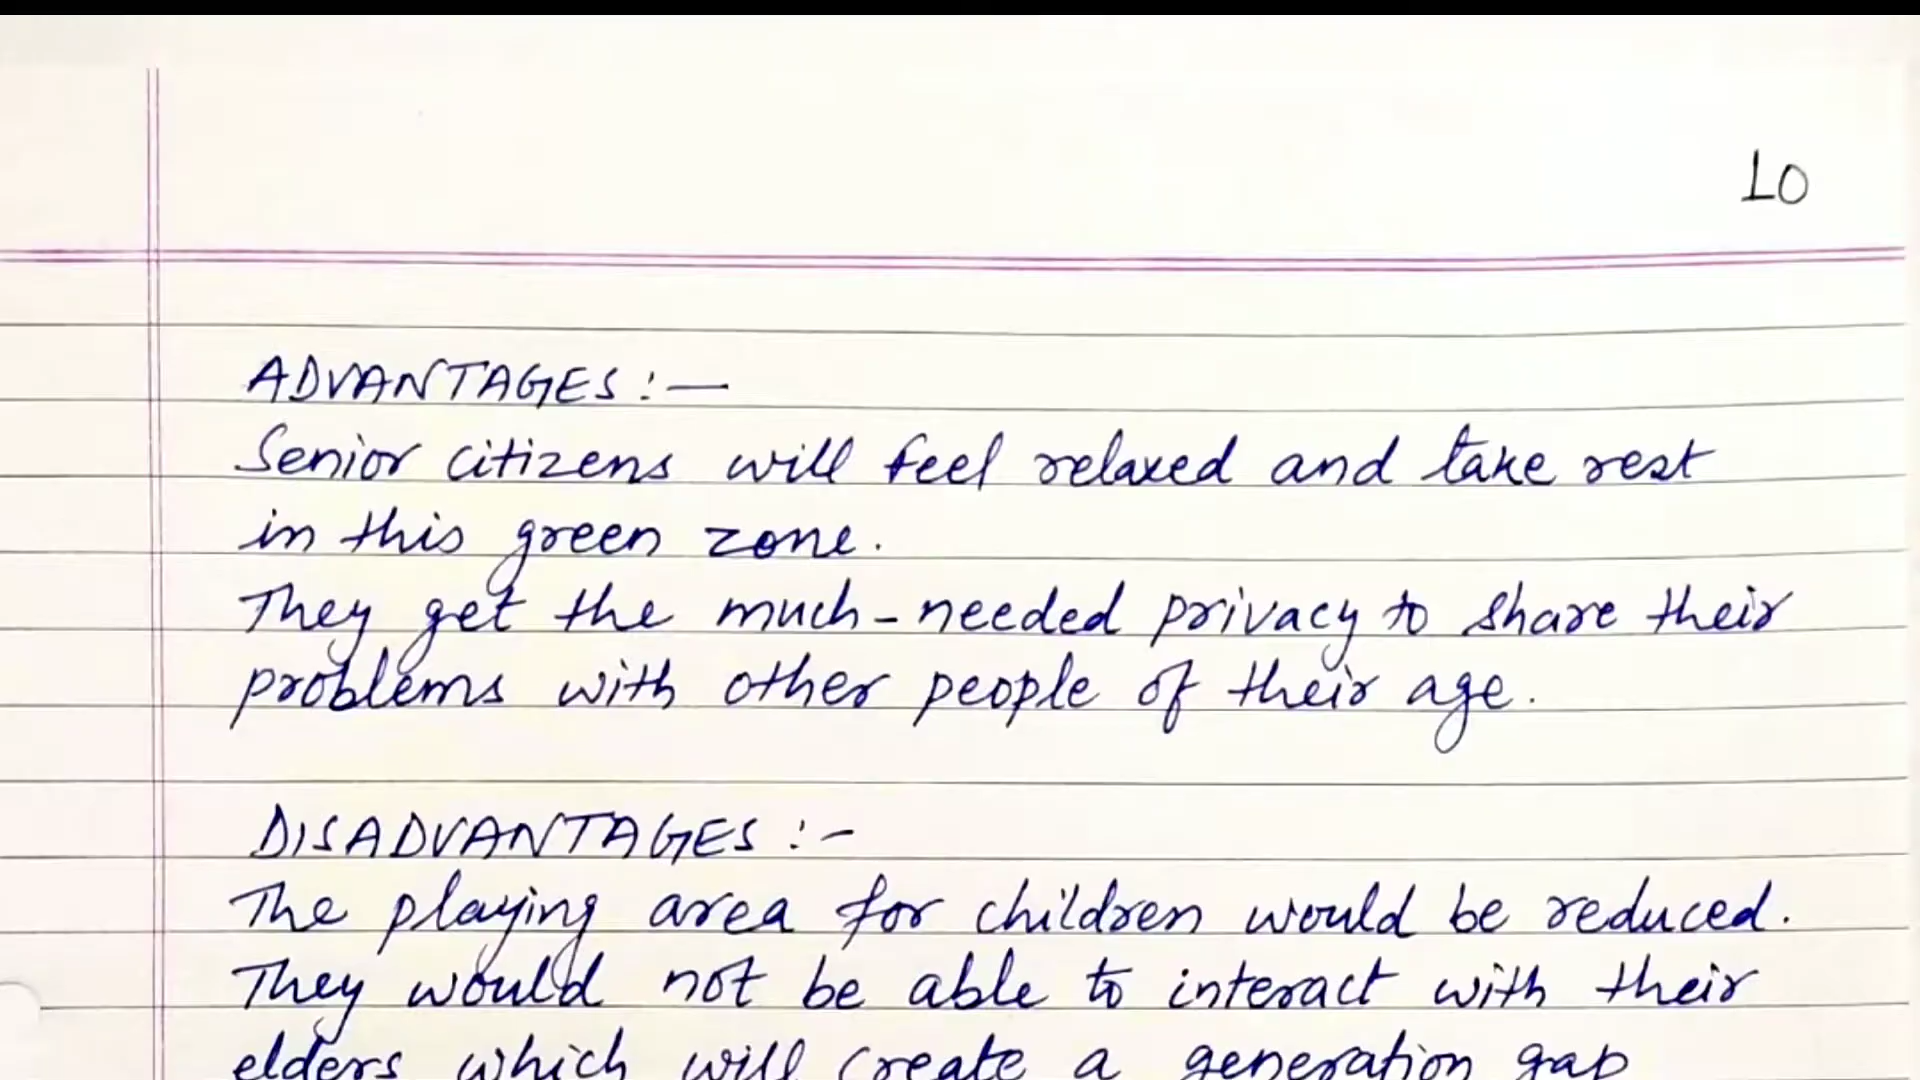 10
ADVANTAGES :—
Senior citizens will feel relaxed and take rest
in this green zone.
They get the much-needed privacy to share their
problems with other people of their age.
DISADVANTAGES :-
The playing area for children would be reduced.
They would not be able to interact with their
elders which will create a generation gap